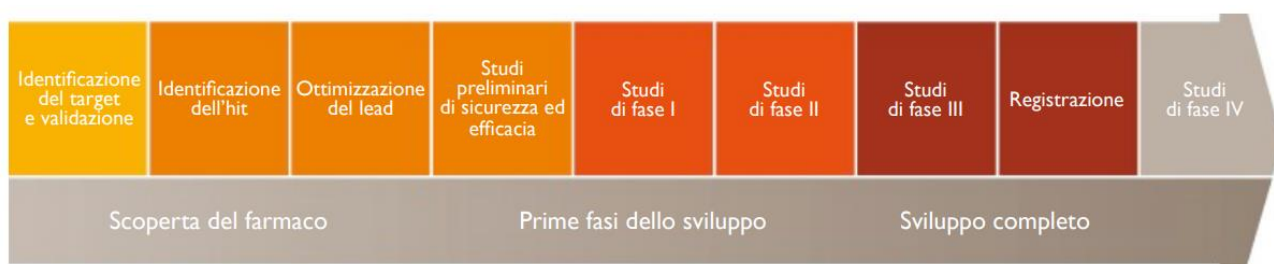 Identificazione
del target
e validazione
Identificazione
dell'hit
Ottimizzazione
del lead
Studi
preliminari
di sicurezza ed
efficacia
Studi
di fase I
Studi
di fase II
Studi
di fase III
Registrazione
Studi
di fase IV
Scoperta del farmaco
Prime fasi dello sviluppo
Sviluppo completo